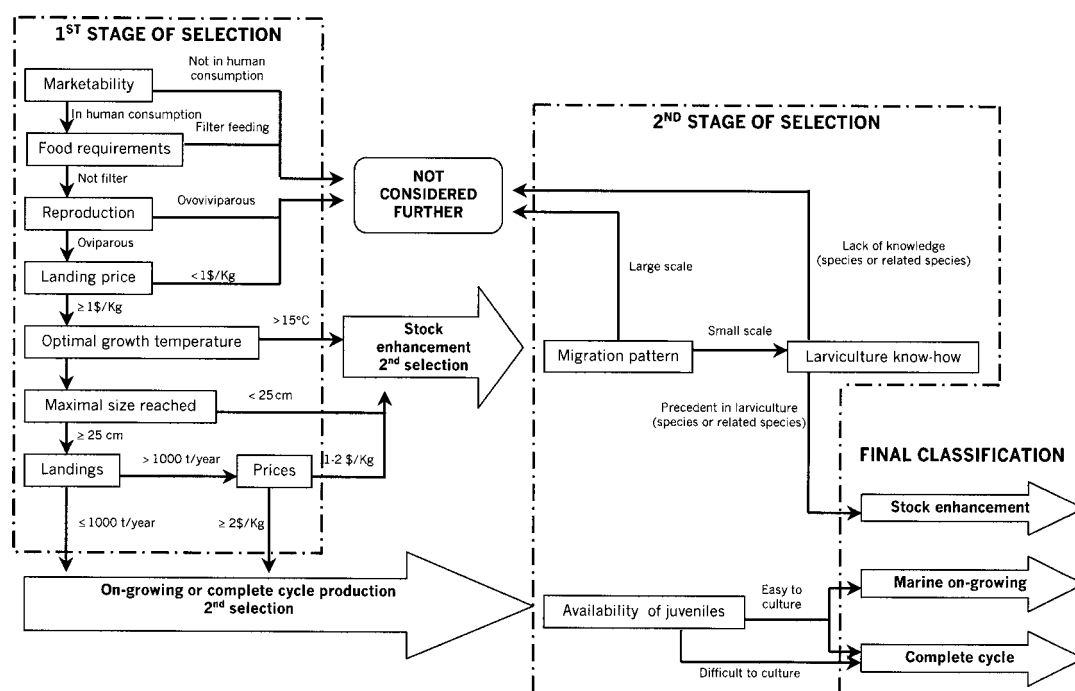 1ST STAGE OF SELECTION
Not in human
consumption
Marketability
In human consumption
Filter feeding
Food requirements
Not filter
Ovoviviparous
Reproduction
Oviparous
Landing price
<1$/Kg
≥1$/Kg
Optimal growth temperature
>15°C
Maximal size reached
< 25cm
≥ 25 cm
Landings
> 1000 t/year
Prices
1-2 $/Kg
≤1000 t/year
≥ 2$/Kg
NOT
CONSIDERED
FURTHER
Stock
enhancement
2nd selection
On-growing or complete cycle production
2nd selection
2ND STAGE OF SELECTION
Lack of knowledge
(species or related species)
Large scale
Small scale
Migration pattern
Larviculture know-how
Precedent in larviculture
(species or related species)
Availability of juveniles
Easy to
culture
Difficult to culture
FINAL CLASSIFICATION
Stock enhancement
Marine on-growing
Complete cycle